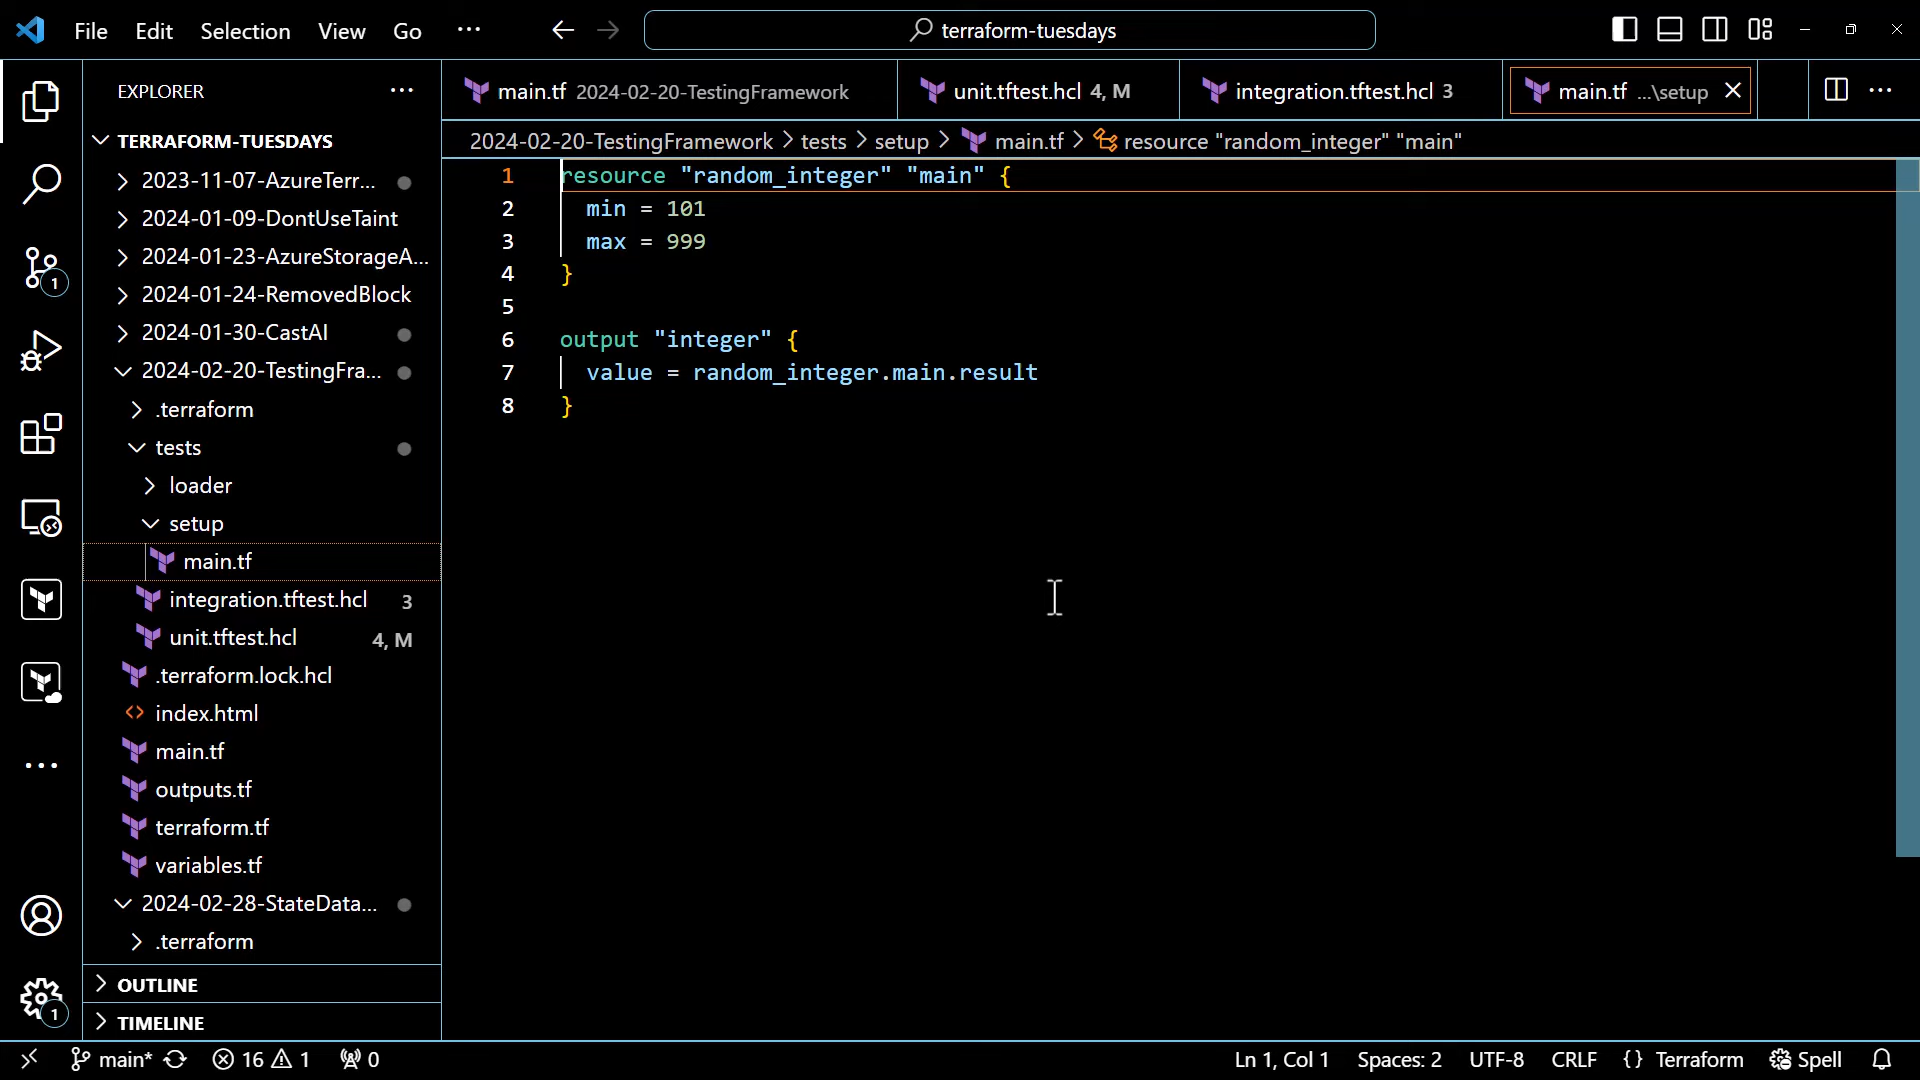 File Edit Selection View Go ···
terraform-tuesdays
EXPLORER
TERRAFORM-TUESDAYS
2023-11-07-AzureTerr...
2024-01-09-DontUseTaint
2024-01-23-AzureStorageA...
2024-01-24-RemovedBlock
2024-01-30-CastAI
2024-02-20-TestingFra...
.terraform
tests
loader
setup
main.tf
integration.tftest.hcl 3
unit.tftest.hcl 4, M
.terraform.lock.hcl
index.html
main.tf
outputs.tf
terraform.tf
variables.tf
2024-02-28-StateData...
.terraform
OUTLINE
TIMELINE
1
1
main.tf 2024-02-20-TestingFramework
unit.tftest.hcl 4, M
integration.tftest.hcl 3
main.tf ...\setup
2024-02-20-TestingFramework > tests > setup > main.tf > resource "random_integer" "main"
1 resource "random_integer" "main" {
2 min = 101
3 max = 999
4 }
5
6 output "integer" {
7 value = random_integer.main.result
8 }
main* 16 1 0
Ln 1, Col 1 Spaces: 2 UTF-8 CRLF {} Terraform Spell